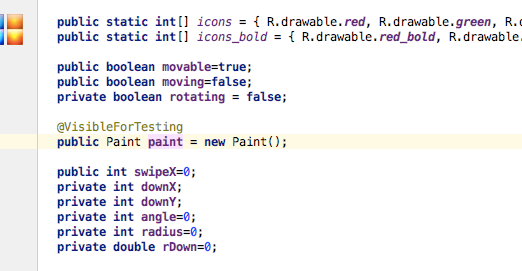 public static int[] icons = { R.drawable.red, R.drawable.green, R.
public static int[] icons_bold = { R.drawable.red_bold, R.drawable.
public boolean movable=true;
public boolean moving=false;
private boolean rotating = false;
@VisibleForTesting
public Paint paint = new Paint();
public int swipeX=0;
private int downX;
private int downY;
private int angle=0;
private int radius=0;
private double rDown=0;